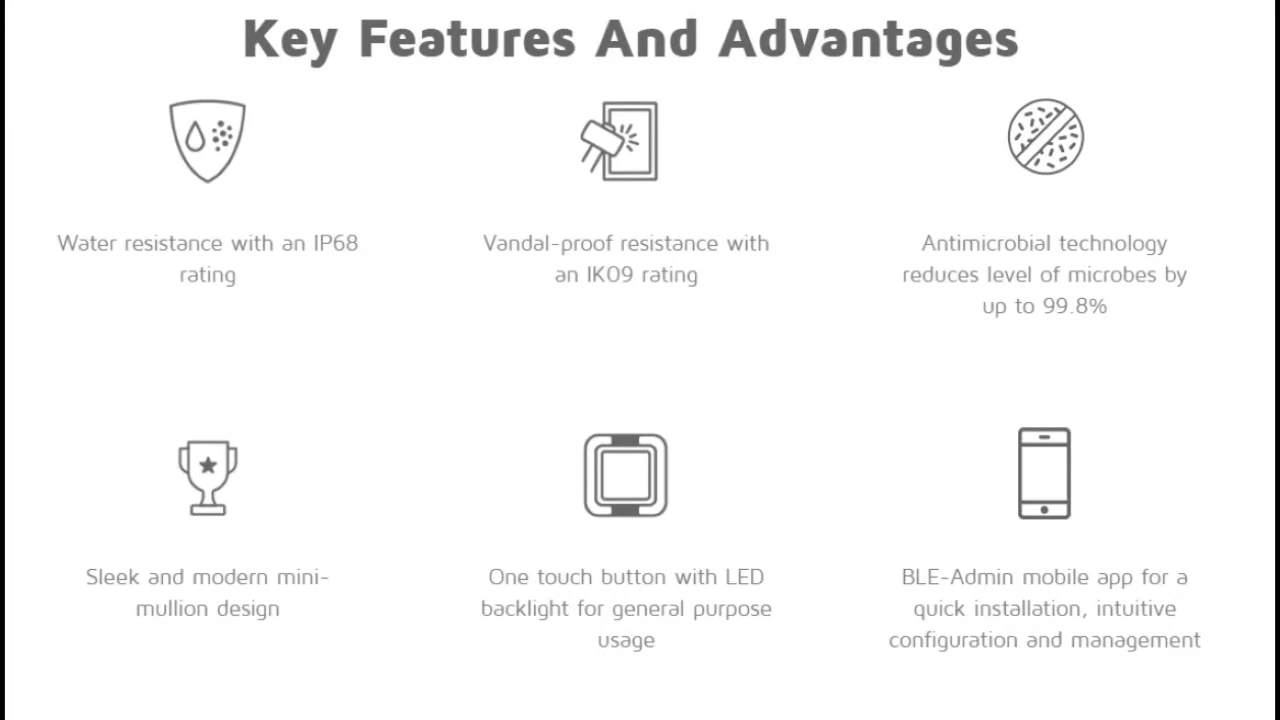 Key Features And Advantages
Water resistance with an IP68
rating
Vandal-proof resistance with
an IK09 rating
Antimicrobial technology
reduces level of microbes by
up to 99.8%
Sleek and modern mini-
mullion design
One touch button with LED
backlight for general purpose
usage
BLE-Admin mobile app for a
quick installation, intuitive
configuration and management